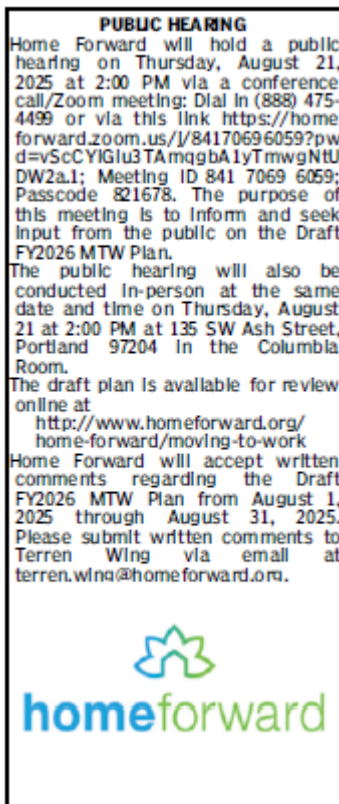 PUBLIC HEARING
Home Forward will hold a public
hearing on Thursday, August 21,
2025 at 2:00 PM via a conference
call/Zoom meeting: Dial in (888) 475-
4499 or via this link https://home
forward.zoom.us/j/84170696059?pw
d=vScCYlGlu3TAmqgbA1yTmwgNtU
DW2a.1; Meeting ID 841 7069 6059;
Passcode 821678. The purpose of
this meeting is to inform and seek
input from the public on the Draft
FY2026 MTW Plan.
The public hearing will also be
conducted in-person at the same
date and time on Thursday, August
21 at 2:00 PM at 135 SW Ash Street,
Portland 97204 in the Columbia
Room.
The draft plan is available for review
online at
http://www.homeforward.org/
home-forward/moving-to-work
Home Forward will accept written
comments regarding the Draft
FY2026 MTW Plan from August 1,
2025 through August 31, 2025.
Please submit written comments to
Terren Wing via email at
terren.wing@homeforward.org.
homeforward